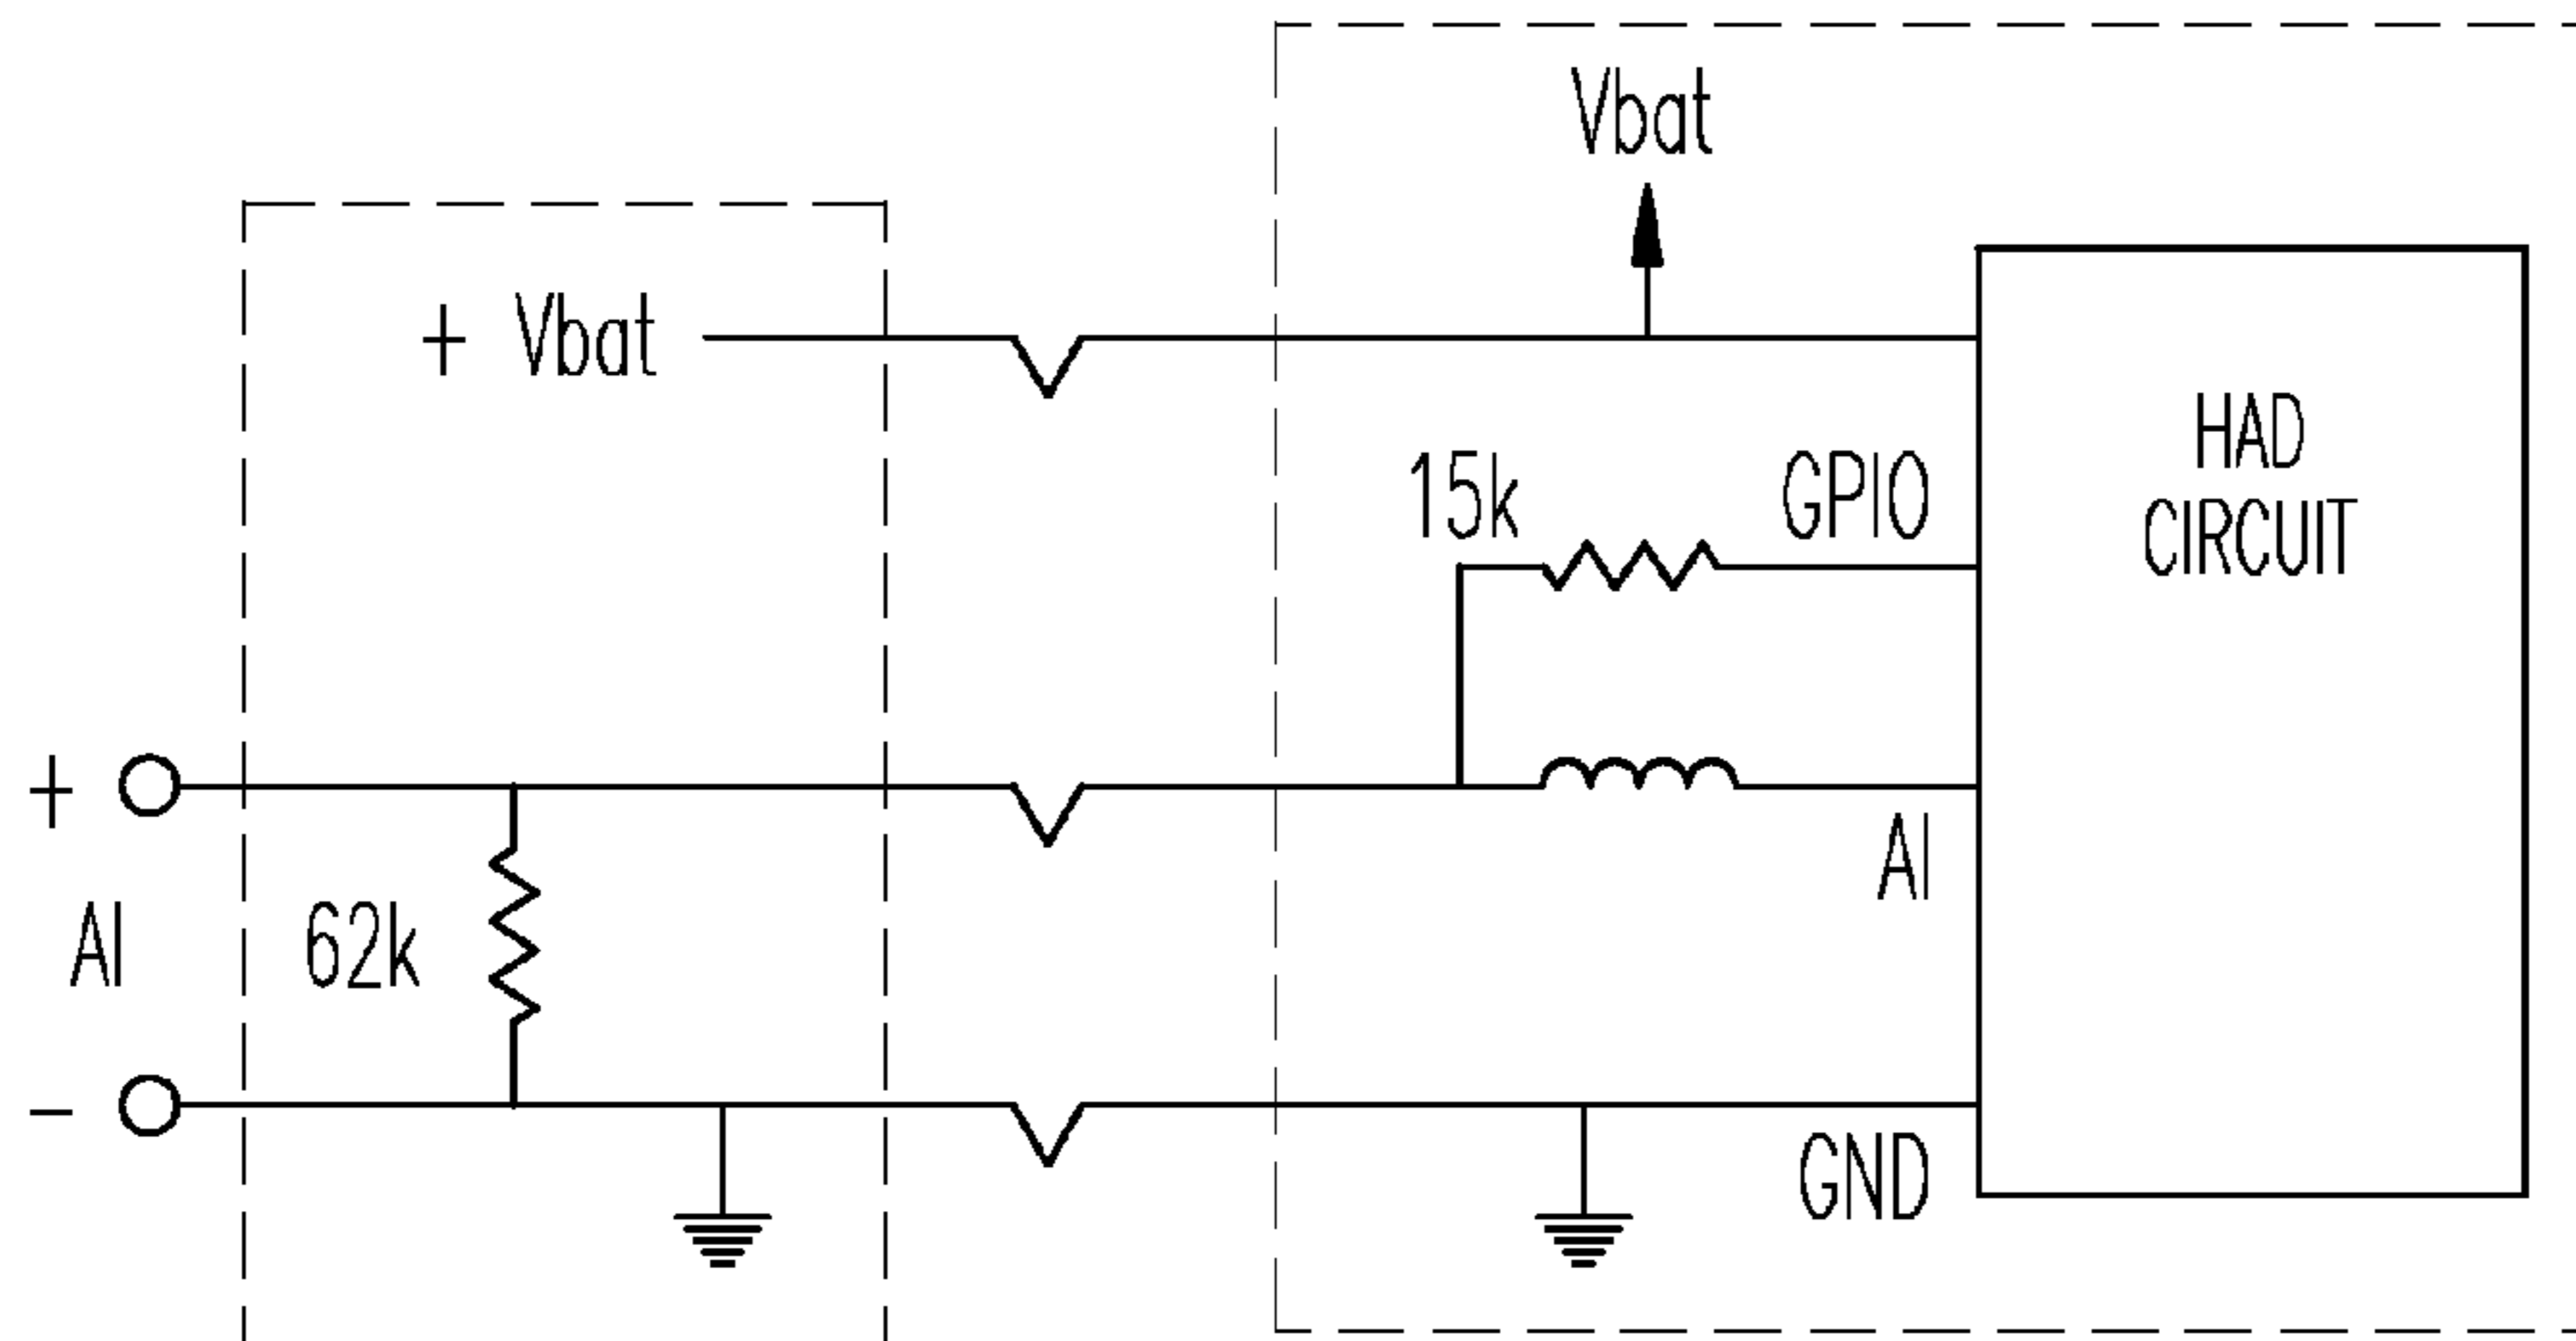 Vbat
+ Vbat
HAD
CIRCUIT
15k
GPIO
+
AI
AI
62k
-
GND